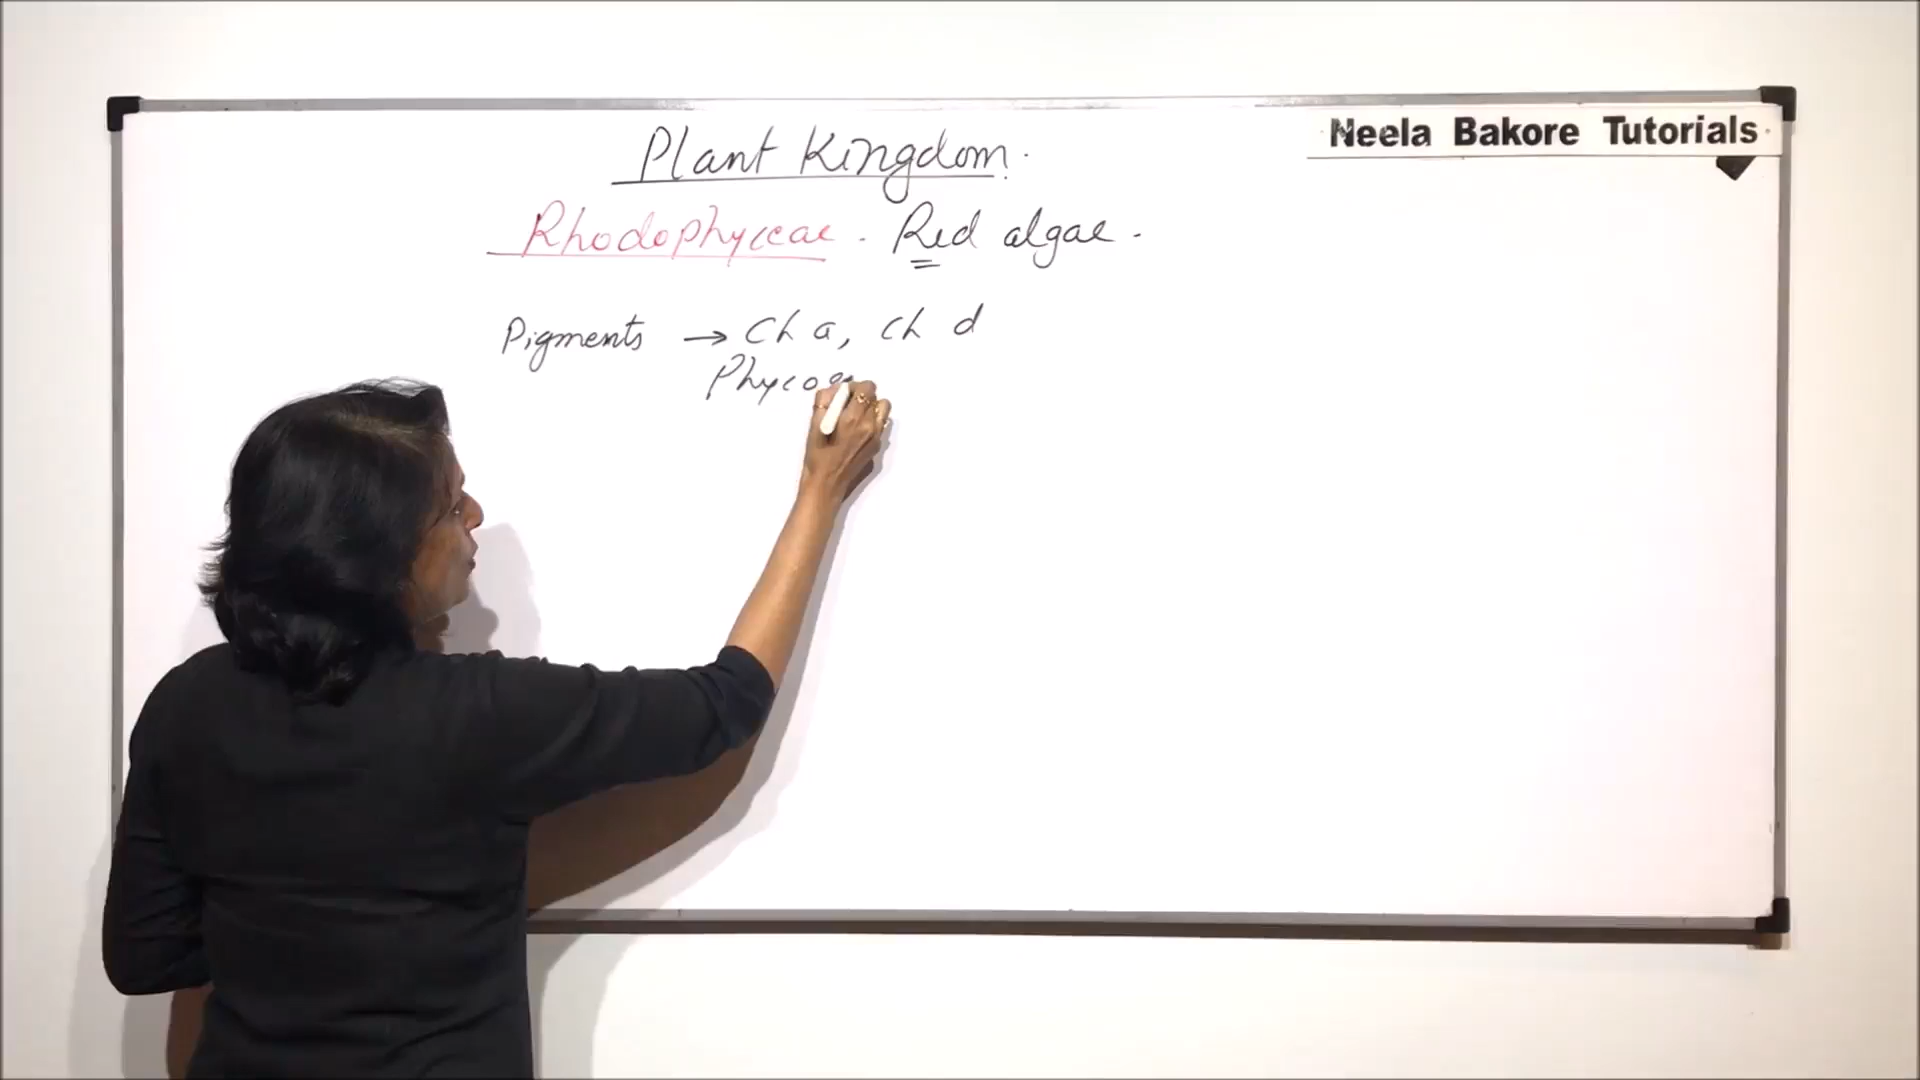 Plant Kingdom.
Neela Bakore Tutorials
Rhodophyceae. Red algae.
Pigments → Ch a, Ch d